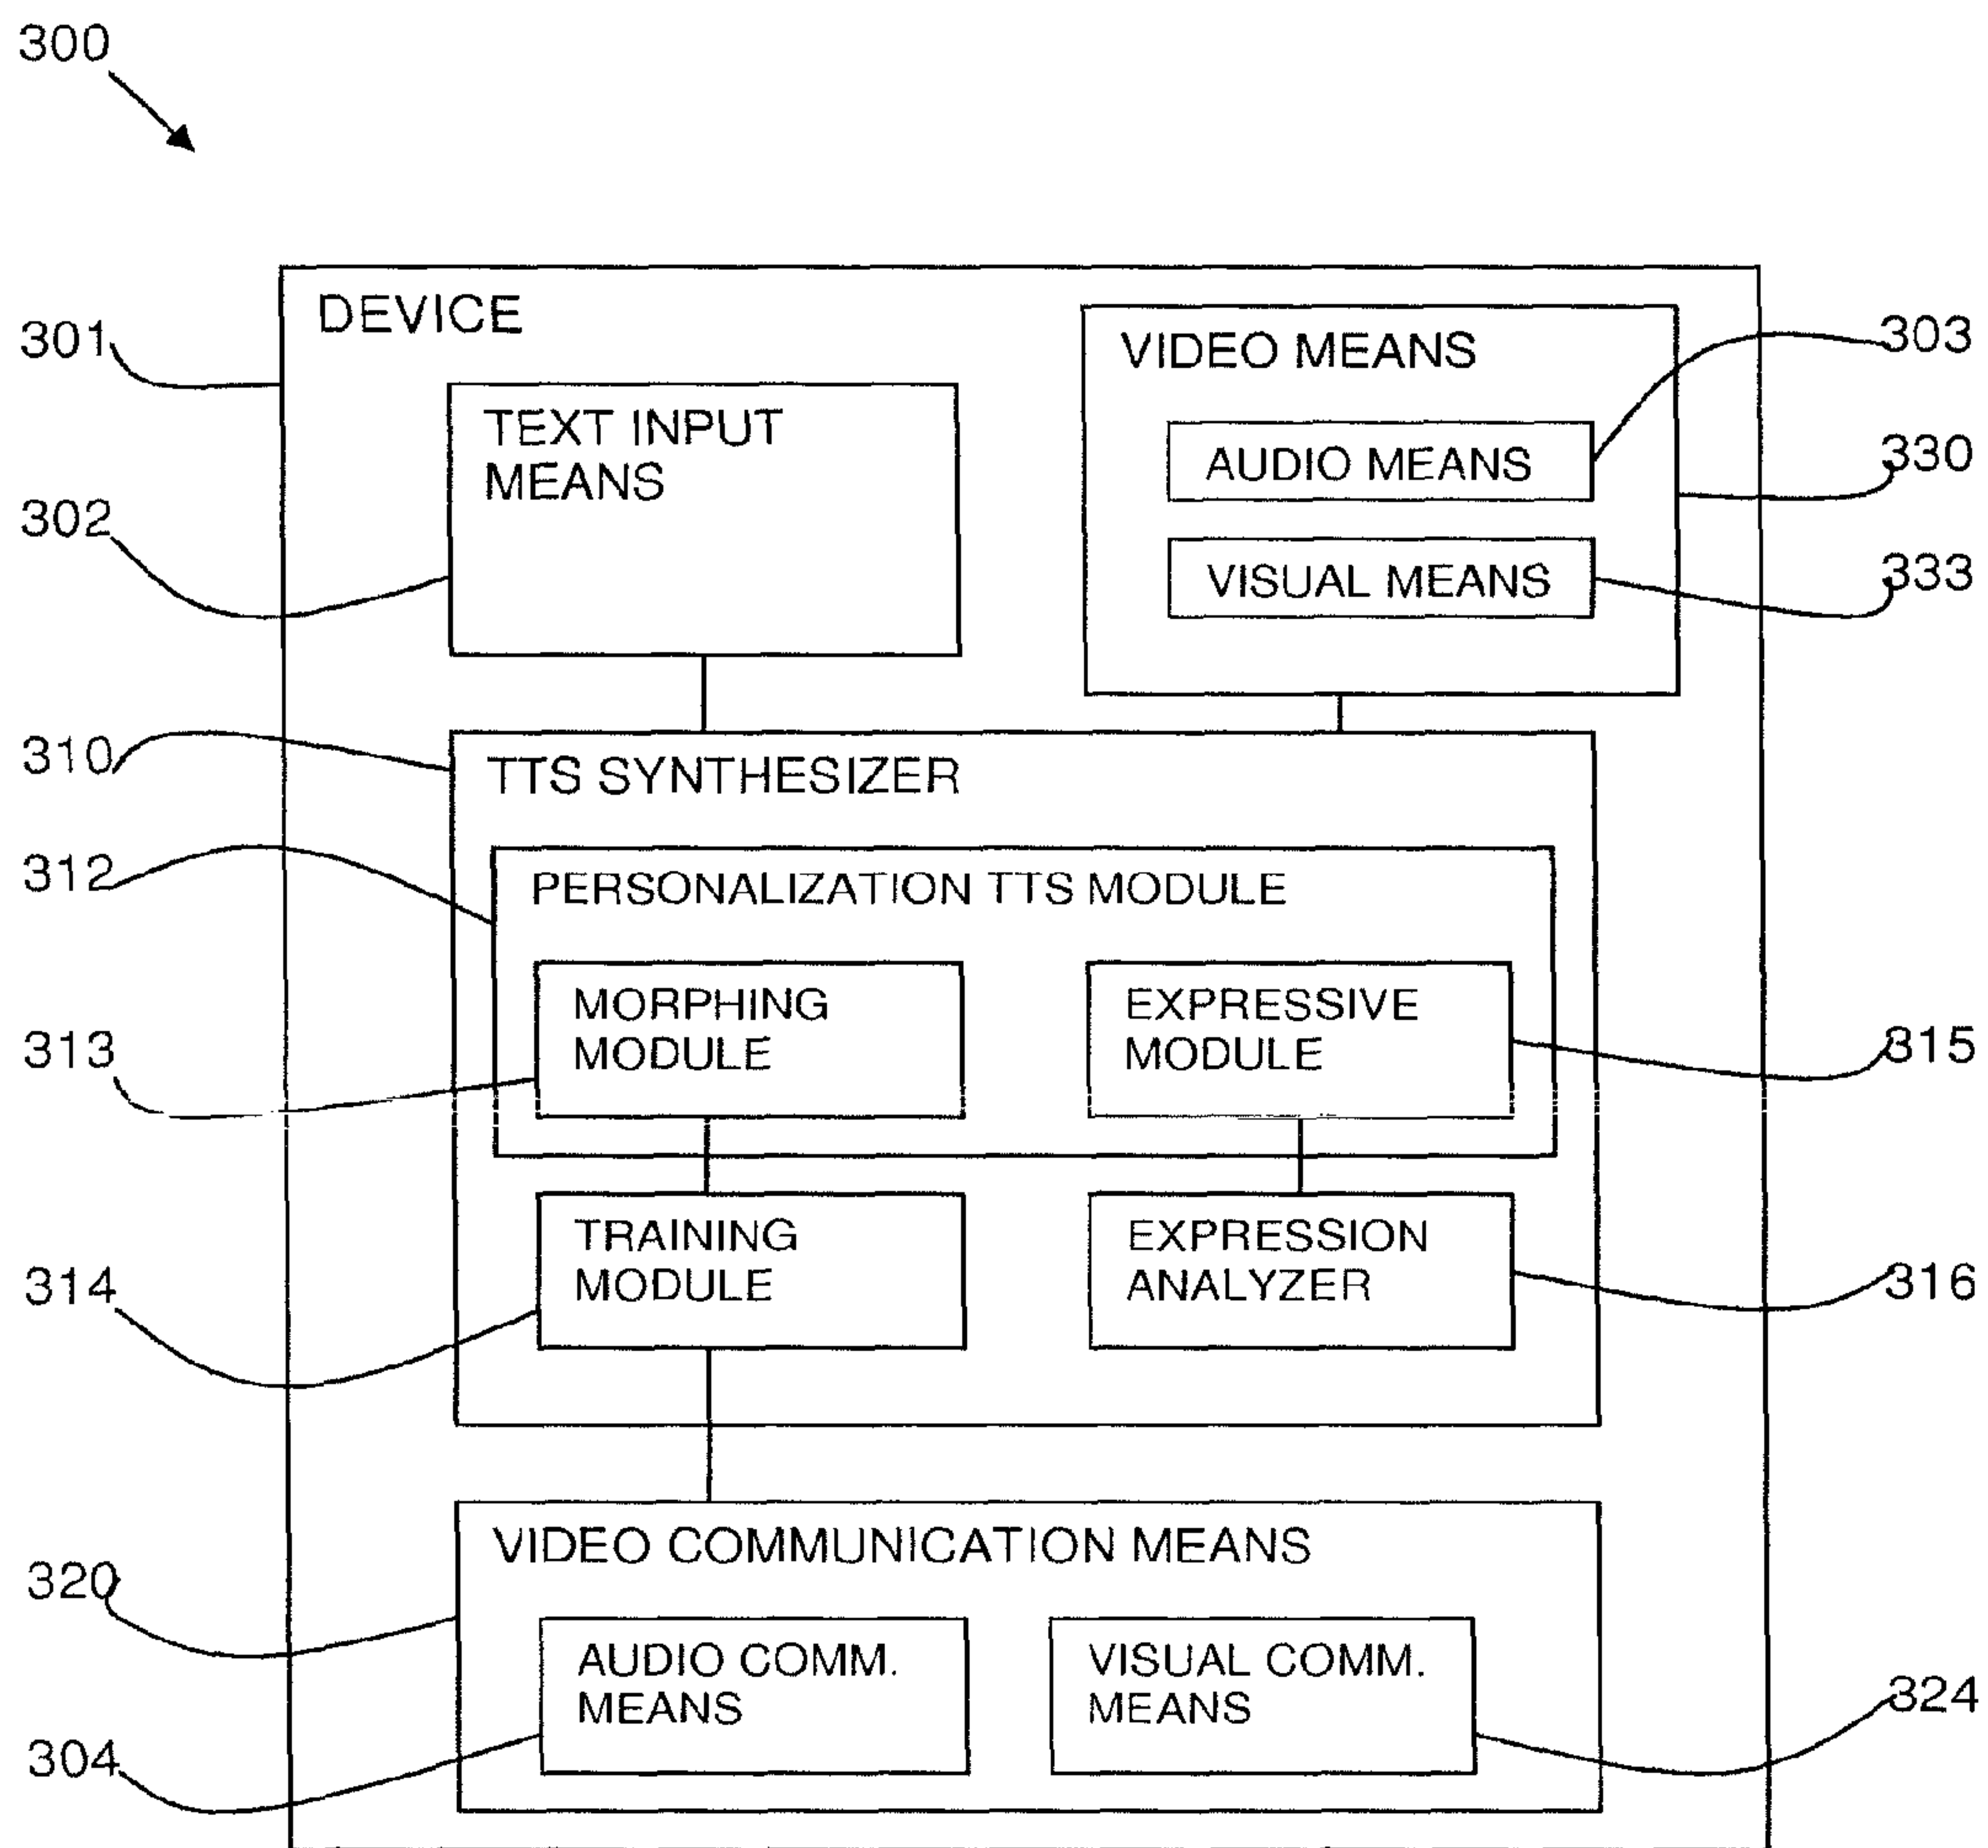 300
DEVICE
301
TEXT INPUT
MEANS
302
VIDEO MEANS
303
AUDIO MEANS
330
VISUAL MEANS
333
310
TTS SYNTHESIZER
312
PERSONALIZATION TTS MODULE
MORPHING
MODULE
313
EXPRESSIVE
MODULE
315
TRAINING
MODULE
314
EXPRESSION
ANALYZER
316
VIDEO COMMUNICATION MEANS
320
AUDIO COMM.
MEANS
304
VISUAL COMM.
MEANS
324